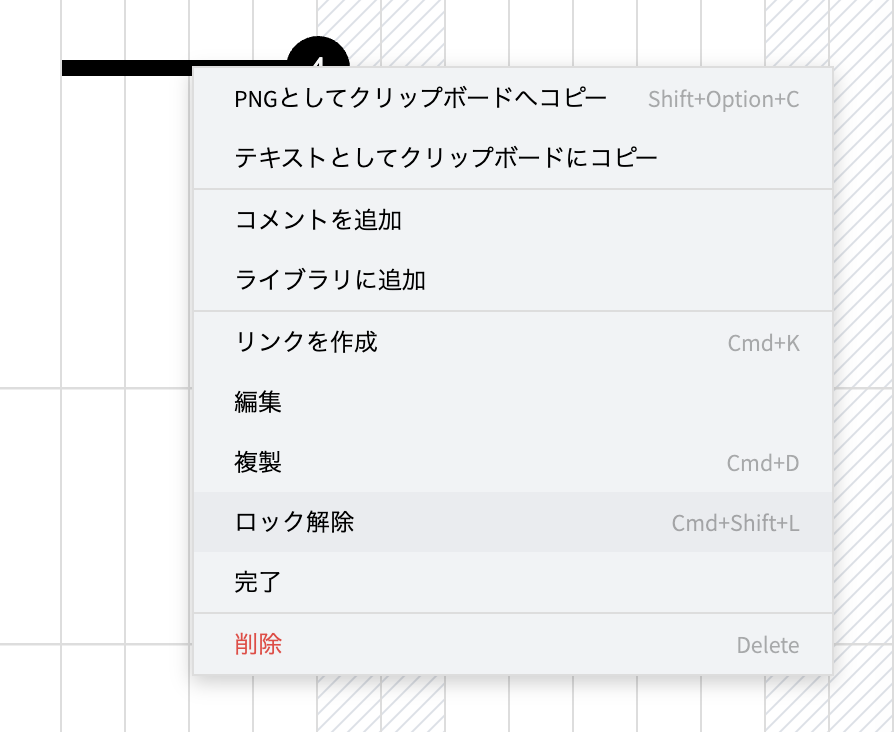 PNGとしてクリップボードへコピー Shift+Option+C
テキストとしてクリップボードにコピー
コメントを追加
ライブラリに追加
リンクを作成 Cmd+K
編集
複製 Cmd+D
ロック解除 Cmd+Shift+L
完了
削除 Delete